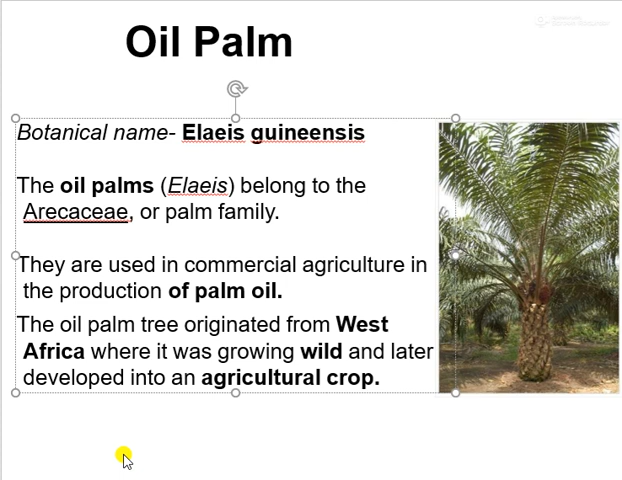 Oil Palm
Botanical name- Elaeis guineensis
The oil palms (Elaeis) belong to the
Arecaceae, or palm family.
They are used in commercial agriculture in
the production of palm oil.
The oil palm tree originated from West
Africa where it was growing wild and later
developed into an agricultural crop.